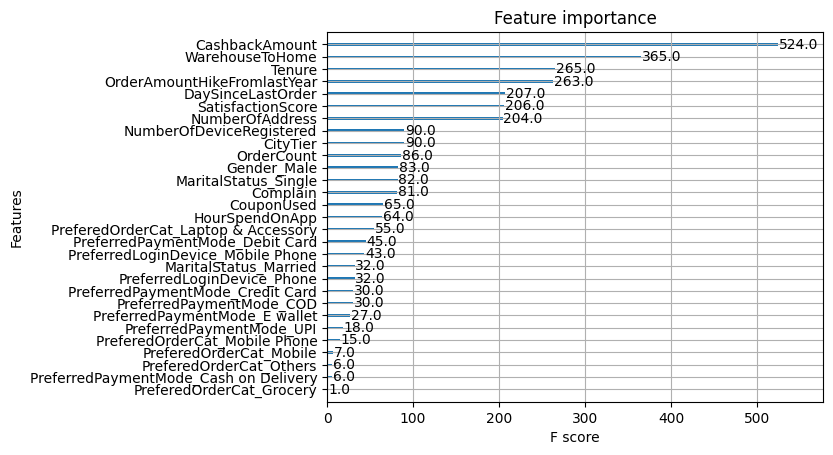 Feature importance
CashbackAmount 524.0
WarehouseToHome 365.0
Tenure 265.0
OrderAmountHikeFromlastYear 263.0
DaySinceLastOrder 207.0
SatisfactionScore 206.0
NumberOfAddress 204.0
NumberOfDeviceRegistered 90.0
CityTier 90.0
OrderCount 86.0
Gender_Male 83.0
MaritalStatus_Single 82.0
Complain 81.0
CouponUsed 65.0
HourSpendOnApp 64.0
PreferedOrderCat_Laptop & Accessory 55.0
PreferredPaymentMode_Debit Card 45.0
PreferredLoginDevice_Mobile Phone 43.0
MaritalStatus_Married 32.0
PreferredLoginDevice_Phone 32.0
PreferredPaymentMode_Credit Card 30.0
PreferredPaymentMode_COD 30.0
PreferredPaymentMode_E wallet 27.0
PreferredPaymentMode_UPI 18.0
PreferedOrderCat_Mobile Phone 15.0
PreferedOrderCat_Mobile 7.0
PreferedOrderCat_Others 6.0
PreferredPaymentMode_Cash on Delivery 6.0
PreferedOrderCat_Grocery 1.0
Features
0 100 200 300 400 500
F score